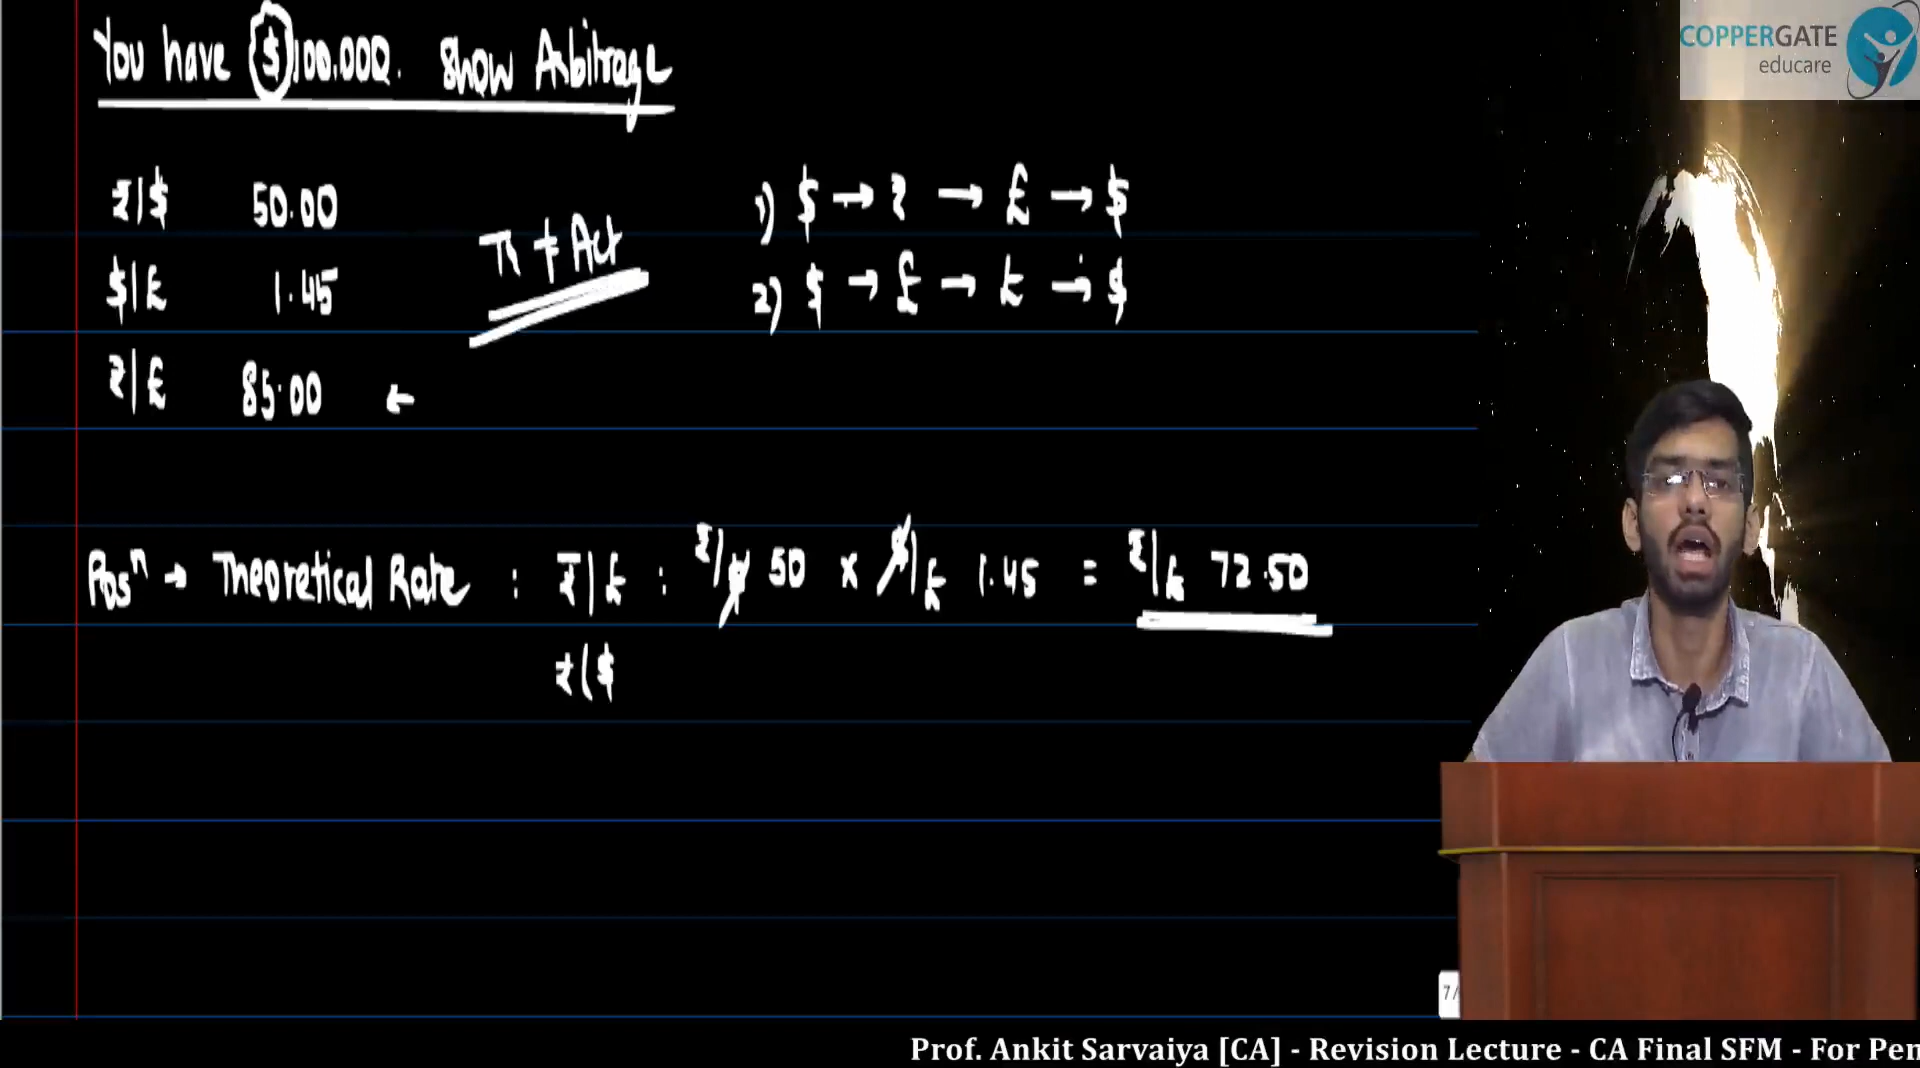 You have $100,000. Show Arbitrage
COPPERGATE
educare
₹/$ 50.00
$/£ 1.45
₹/£ 85.00 ←
Th ≠ Act
1) $ → ₹ → £ → $
2) $ → £ → ₹ → $
Posⁿ → Theoretical Rate : ₹/£ : ₹/$ 50 x $/£ 1.45 = ₹/£ 72.50
₹/$
7/
Prof. Ankit Sarvaiya [CA] - Revision Lecture - CA Final SFM - For Pen